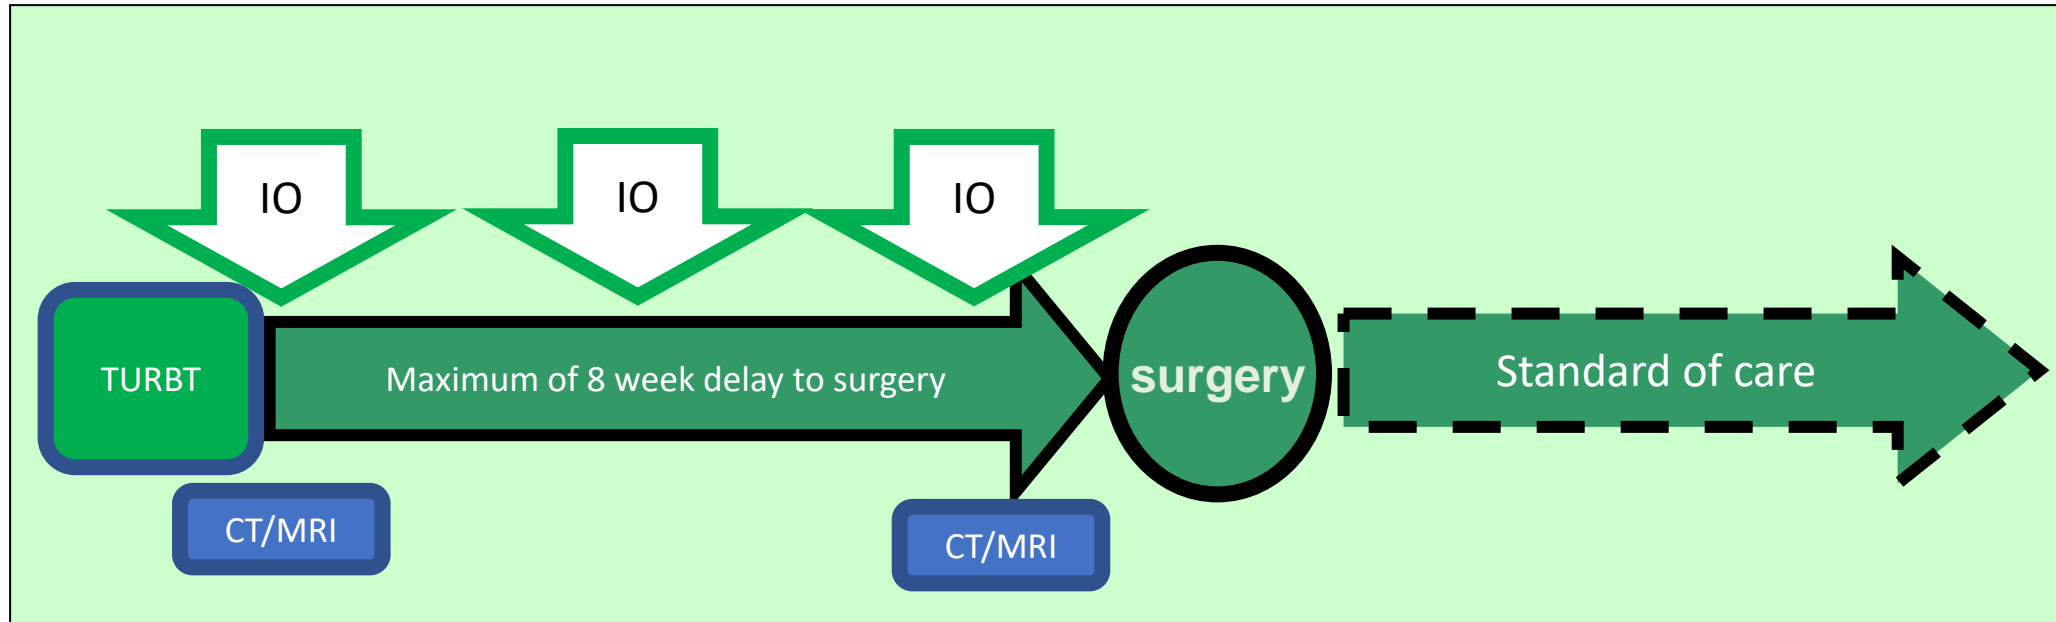 IO
IO
IO
TURBT
Maximum of 8 week delay to surgery
surgery
Standard of care
CT/MRI
CT/MRI